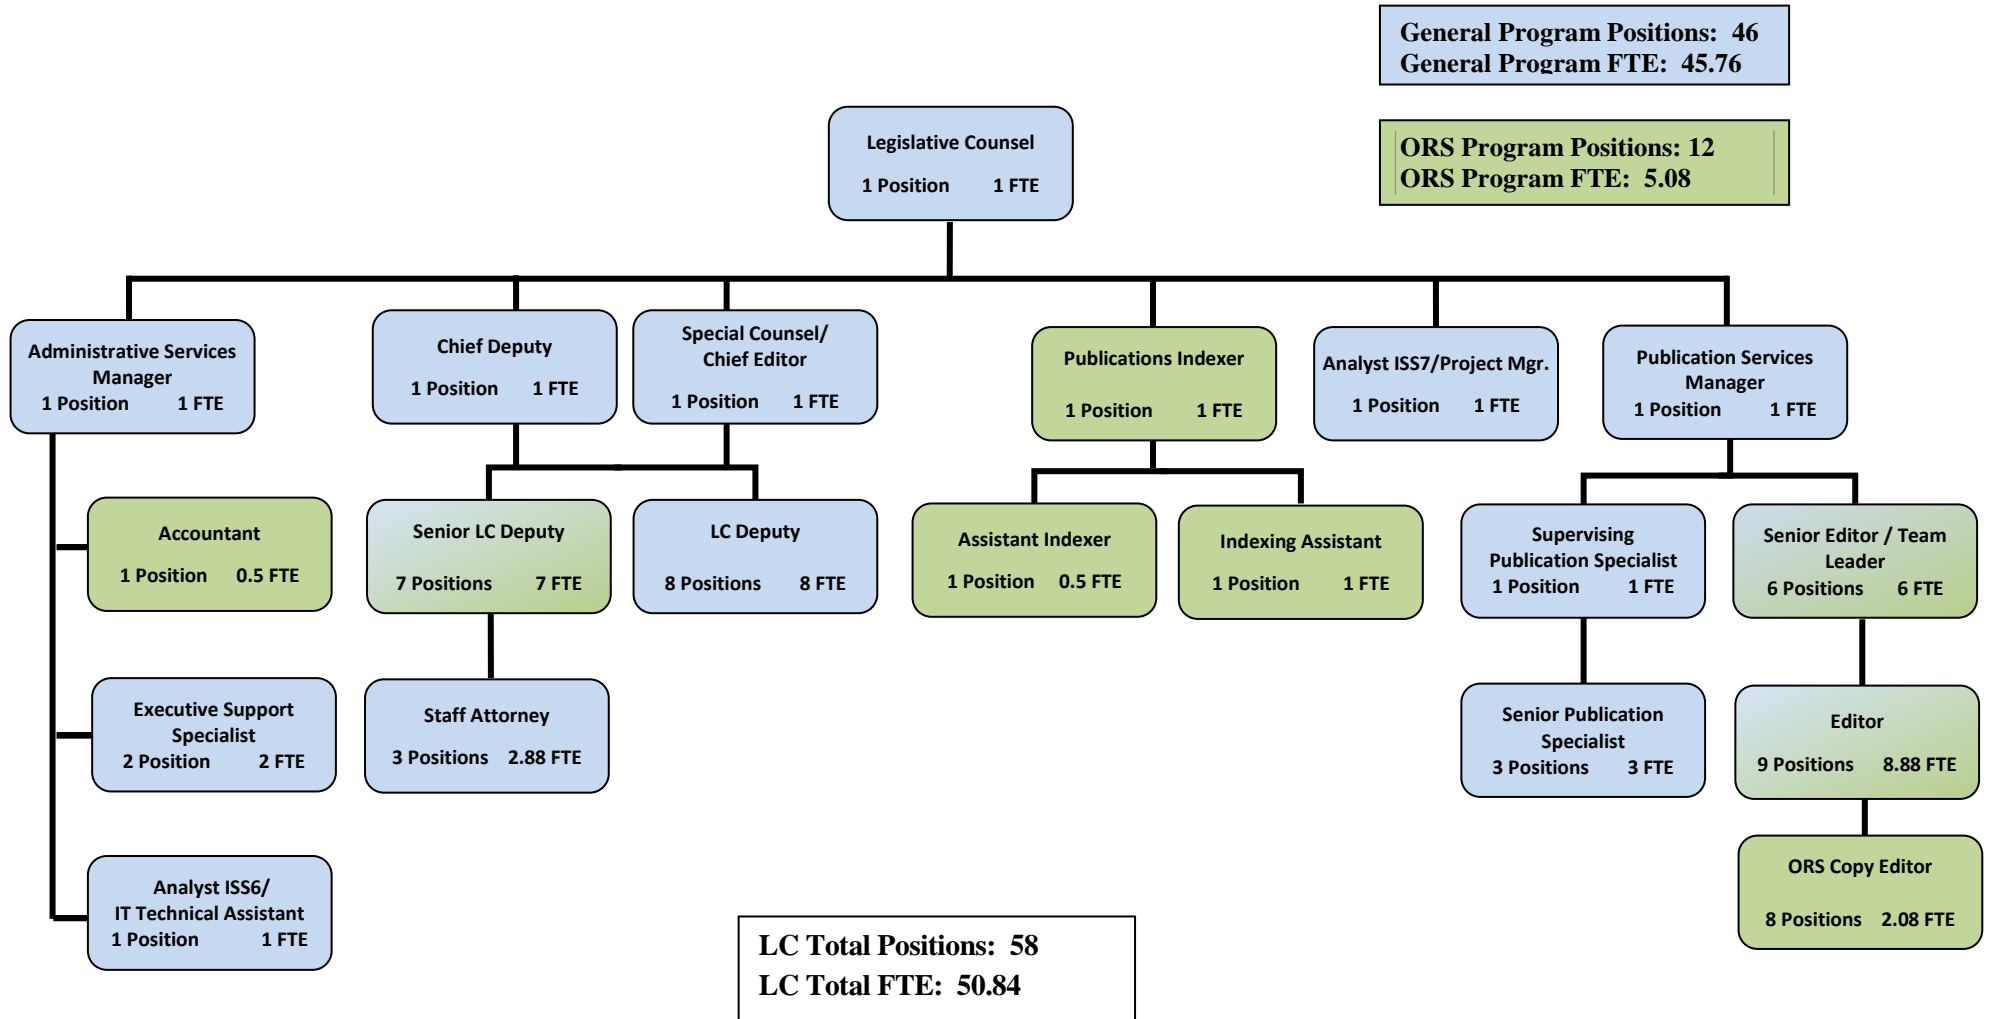 General Program Positions: 46
General Program FTE: 45.76
ORS Program Positions: 12
ORS Program FTE: 5.08
Legislative Counsel
1 Position 1 FTE
Administrative Services
Manager
1 Position 1 FTE
Chief Deputy
1 Position 1 FTE
Special Counsel/
Chief Editor
1 Position 1 FTE
Publications Indexer
1 Position 1 FTE
Analyst ISS7/Project Mgr.
1 Position 1 FTE
Publication Services
Manager
1 Position 1 FTE
Accountant
1 Position 0.5 FTE
Senior LC Deputy
7 Positions 7 FTE
LC Deputy
8 Positions 8 FTE
Assistant Indexer
1 Position 0.5 FTE
Indexing Assistant
1 Position 1 FTE
Supervising
Publication Specialist
1 Position 1 FTE
Senior Editor / Team
Leader
6 Positions 6 FTE
Executive Support
Specialist
2 Position 2 FTE
Staff Attorney
3 Positions 2.88 FTE
Senior Publication
Specialist
3 Positions 3 FTE
Editor
9 Positions 8.88 FTE
Analyst ISS6/
IT Technical Assistant
1 Position 1 FTE
ORS Copy Editor
8 Positions 2.08 FTE
LC Total Positions: 58
LC Total FTE: 50.84